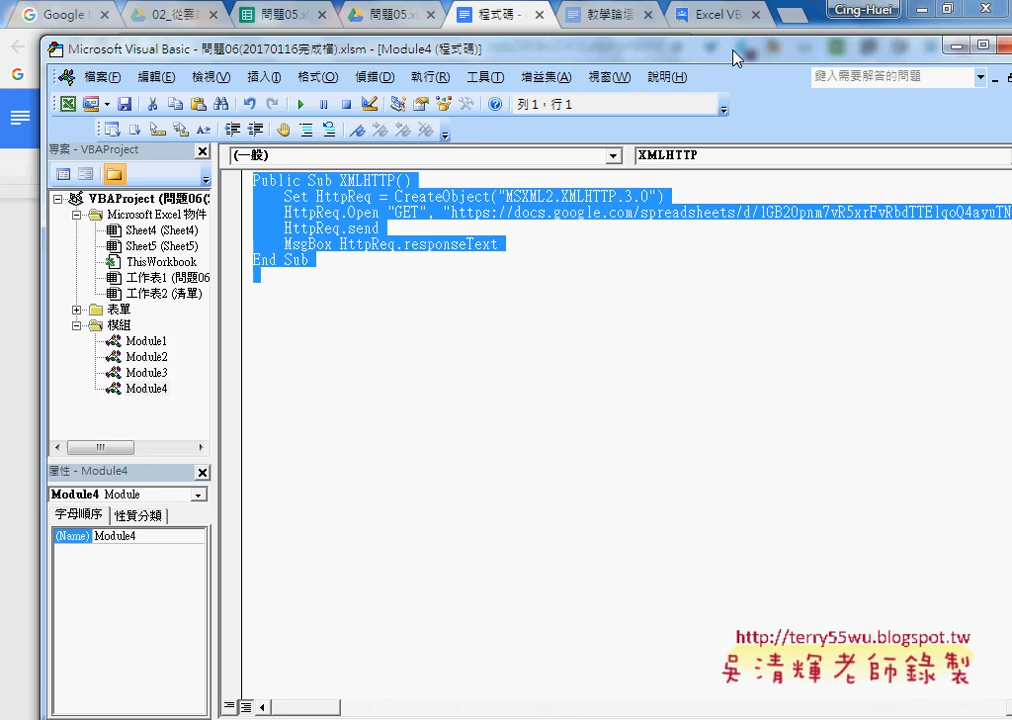 Google U
02_從雲
問題05.x
問題05.x
程式碼 -
教學論壇
Excel VB
Cing-Huei
Microsoft Visual Basic - 問題06(20170116完成檔).xlsm - [Module4 (程式碼)]
檔案(F) 編輯(E) 檢視(V) 插入(I) 格式(O) 偵錯(D) 執行(R) 工具(T) 增益集(A) 視窗(W) 說明(H)
鍵入需要解答的問題
列 1，行 1
專案 - VBAProject
(一般)
XMLHTTP
VBAProject (問題06(
Microsoft Excel 物件
Sheet4 (Sheet4)
Sheet5 (Sheet5)
ThisWorkbook
工作表1 (問題06
工作表2 (清單)
表單
模組
Module1
Module2
Module3
Module4
Public Sub XMLHTTP()
Set HttpReq = CreateObject("MSXML2.XMLHTTP.3.0")
HttpReq.Open "GET", "https://docs.google.com/spreadsheets/d/1GB2Opnm7vR5xrFvRbdTTElqoQ4ayuTN
HttpReq.send
MsgBox HttpReq.responseText
End Sub
屬性 - Module4
Module4 Module
字母順序
性質分類
(Name) Module4
http://terry55wu.blogspot.tw
吳清輝老師錄製